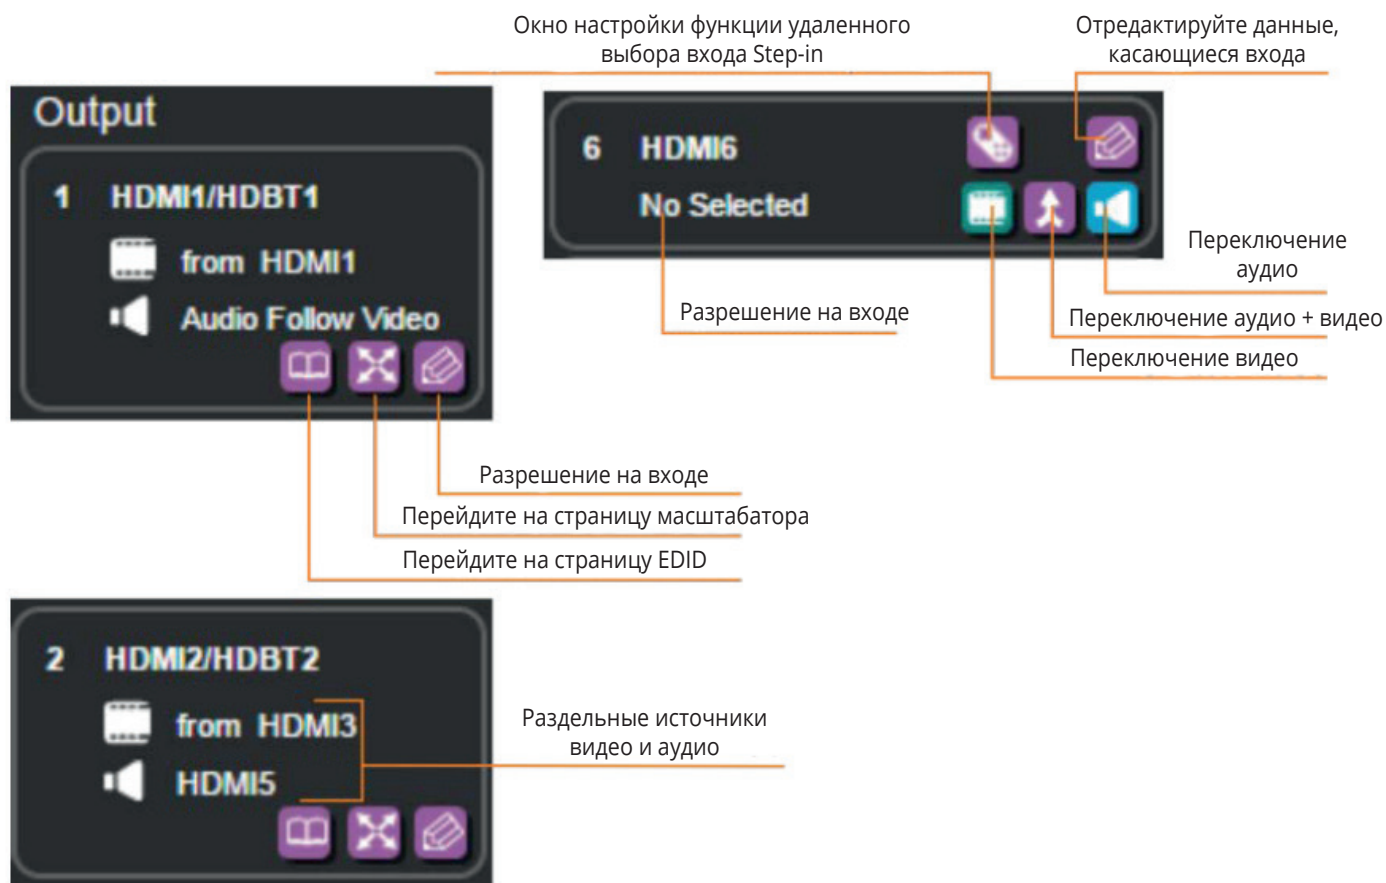 Окно настройки функции удаленного
выбора входа Step-in
Отредактируйте данные,
касающиеся входа
Output
1 HDMI1/HDBT1
from HDMI1
Audio Follow Video
6 HDMI6
No Selected
Переключение
аудио
Разрешение на входе
Переключение аудио + видео
Переключение видео
Разрешение на входе
Перейдите на страницу масштабатора
Перейдите на страницу EDID
2 HDMI2/HDBT2
from HDMI3
HDMI5
Раздельные источники
видео и аудио